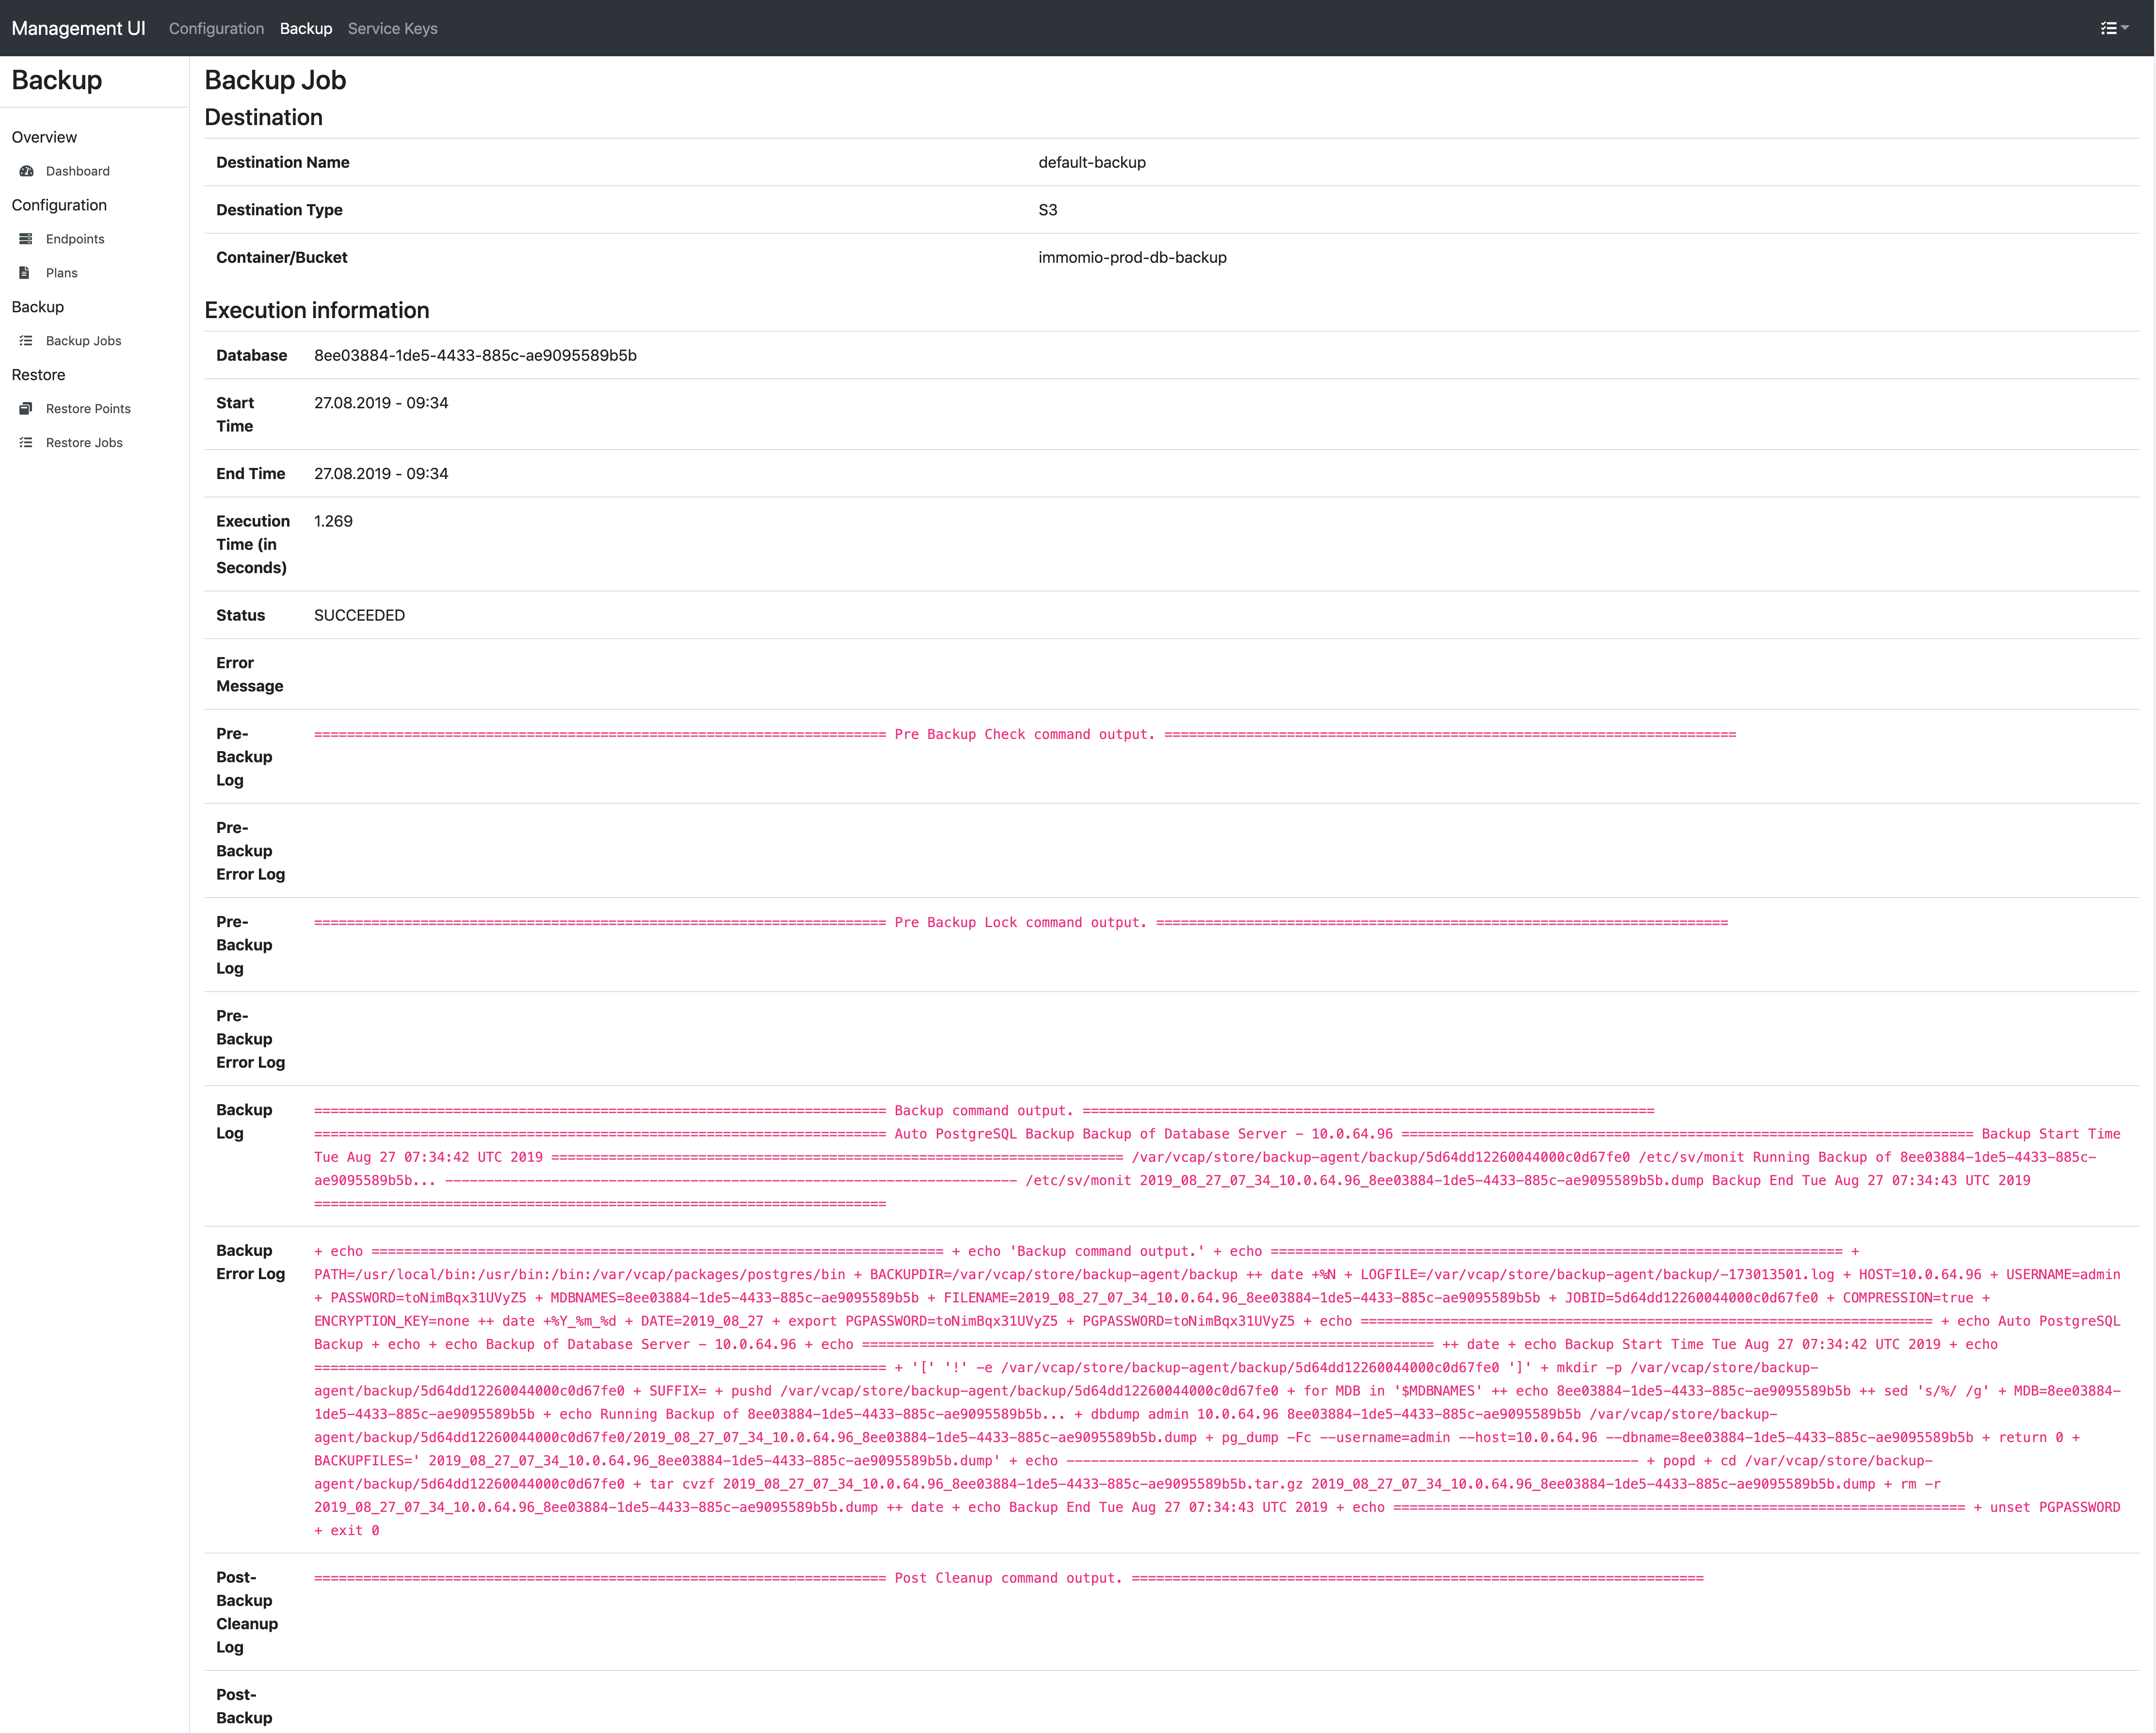 Management UI Configuration Backup Service Keys
Backup
Overview
Dashboard
Configuration
Endpoints
Plans
Backup
Backup Jobs
Restore
Restore Points
Restore Jobs
Backup Job
Destination
Destination Name default-backup
Destination Type S3
Container/Bucket immomio-prod-db-backup
Execution information
Database 8ee03884-1de5-4433-885c-ae9095589b5b
Start 27.08.2019 - 09:34
Time
End Time 27.08.2019 - 09:34
Execution 1.269
Time (in
Seconds)
Status SUCCEEDED
Error
Message
Pre- ====================================================================== Pre Backup Check command output. ======================================================================
Backup
Log
Pre-
Backup
Error Log
Pre- ====================================================================== Pre Backup Lock command output. ======================================================================
Backup
Log
Pre-
Backup
Error Log
Backup ====================================================================== Backup command output. ======================================================================
Log ====================================================================== Auto PostgreSQL Backup Backup of Database Server - 10.0.64.96 ====================================================================== Backup Start Time
Tue Aug 27 07:34:42 UTC 2019 ====================================================================== /var/vcap/store/backup-agent/backup/5d64dd12260044000c0d67fe0 /etc/sv/monit Running Backup of 8ee03884-1de5-4433-885c-
ae9095589b5b... ---------------------------------------------------------------------- /etc/sv/monit 2019_08_27_07_34_10.0.64.96_8ee03884-1de5-4433-885c-ae9095589b5b.dump Backup End Tue Aug 27 07:34:43 UTC 2019
======================================================================
Backup + echo ====================================================================== + echo 'Backup command output.' + echo ====================================================================== +
Error Log PATH=/usr/local/bin:/usr/bin:/bin:/var/vcap/packages/postgres/bin + BACKUPDIR=/var/vcap/store/backup-agent/backup ++ date +%N + LOGFILE=/var/vcap/store/backup-agent/backup/-173013501.log + HOST=10.0.64.96 + USERNAME=admin
+ PASSWORD=toNimBqx31UVyZ5 + MDBNAMES=8ee03884-1de5-4433-885c-ae9095589b5b + FILENAME=2019_08_27_07_34_10.0.64.96_8ee03884-1de5-4433-885c-ae9095589b5b + JOBID=5d64dd12260044000c0d67fe0 + COMPRESSION=true +
ENCRYPTION_KEY=none ++ date +%Y_%m_%d + DATE=2019_08_27 + export PGPASSWORD=toNimBqx31UVyZ5 + PGPASSWORD=toNimBqx31UVyZ5 + echo ====================================================================== + echo Auto PostgreSQL
Backup + echo + echo Backup of Database Server - 10.0.64.96 + echo ====================================================================== ++ date + echo Backup Start Time Tue Aug 27 07:34:42 UTC 2019 + echo
====================================================================== + '[' '!' -e /var/vcap/store/backup-agent/backup/5d64dd12260044000c0d67fe0 ']' + mkdir -p /var/vcap/store/backup-
agent/backup/5d64dd12260044000c0d67fe0 + SUFFIX= + pushd /var/vcap/store/backup-agent/backup/5d64dd12260044000c0d67fe0 + for MDB in '$MDBNAMES' ++ echo 8ee03884-1de5-4433-885c-ae9095589b5b ++ sed 's/%/ /g' + MDB=8ee03884-
1de5-4433-885c-ae9095589b5b + echo Running Backup of 8ee03884-1de5-4433-885c-ae9095589b5b... + dbdump admin 10.0.64.96 8ee03884-1de5-4433-885c-ae9095589b5b /var/vcap/store/backup-
agent/backup/5d64dd12260044000c0d67fe0/2019_08_27_07_34_10.0.64.96_8ee03884-1de5-4433-885c-ae9095589b5b.dump + pg_dump -Fc --username=admin --host=10.0.64.96 --dbname=8ee03884-1de5-4433-885c-ae9095589b5b + return 0 +
BACKUPFILES=' 2019_08_27_07_34_10.0.64.96_8ee03884-1de5-4433-885c-ae9095589b5b.dump' + echo ---------------------------------------------------------------------- + popd + cd /var/vcap/store/backup-
agent/backup/5d64dd12260044000c0d67fe0 + tar cvzf 2019_08_27_07_34_10.0.64.96_8ee03884-1de5-4433-885c-ae9095589b5b.tar.gz 2019_08_27_07_34_10.0.64.96_8ee03884-1de5-4433-885c-ae9095589b5b.dump + rm -r
2019_08_27_07_34_10.0.64.96_8ee03884-1de5-4433-885c-ae9095589b5b.dump ++ date + echo Backup End Tue Aug 27 07:34:43 UTC 2019 + echo ====================================================================== + unset PGPASSWORD
+ exit 0
Post- ====================================================================== Post Cleanup command output. ======================================================================
Backup
Cleanup
Log
Post-
Backup